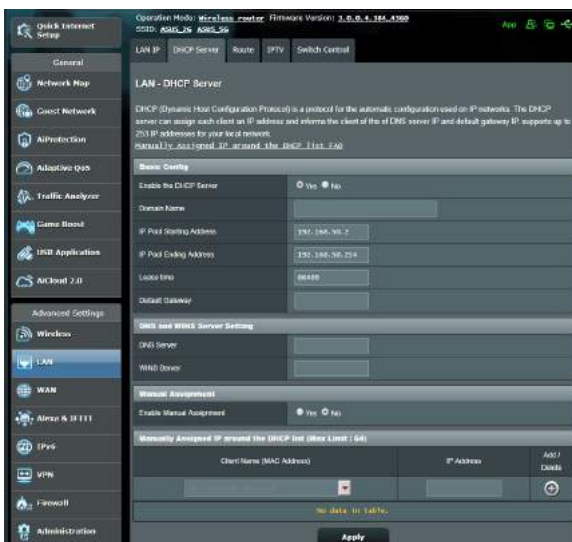 Quick Internet Setup
Operation Mode: Wireless router Firmware Version: 3.0.0.4.384_4360
SSID: ASUS_2G ASUS_5G
App
LAN IP
DHCP Server
Route
IPTV
Switch Control
General
Network Map
Guest Network
AiProtection
Adaptive QoS
Traffic Analyzer
Game Boost
USB Application
AiCloud 2.0
Advanced Settings
Wireless
LAN
WAN
Alexa & IFTTT
IPv6
VPN
Firewall
Administration
LAN - DHCP Server
DHCP (Dynamic Host Configuration Protocol) is a protocol for the automatic configuration used on IP networks. The DHCP
server can assign each client an IP address and informs the client of the of DNS server IP and default gateway IP. supports up to
253 IP addresses for your local network.
Manually Assigned IP around the DHCP list FAQ
Basic Config
Enable the DHCP Server
Yes No
Domain Name
IP Pool Starting Address
192.168.50.2
IP Pool Ending Address
192.168.50.254
Lease time
86400
Default Gateway
DNS and WINS Server Setting
DNS Server
WINS Server
Manual Assignment
Enable Manual Assignment
Yes No
Manually Assigned IP around the DHCP list (Max Limit : 64)
Client Name (MAC Address)
IP Address
Add / Delete
No data in table.
Apply